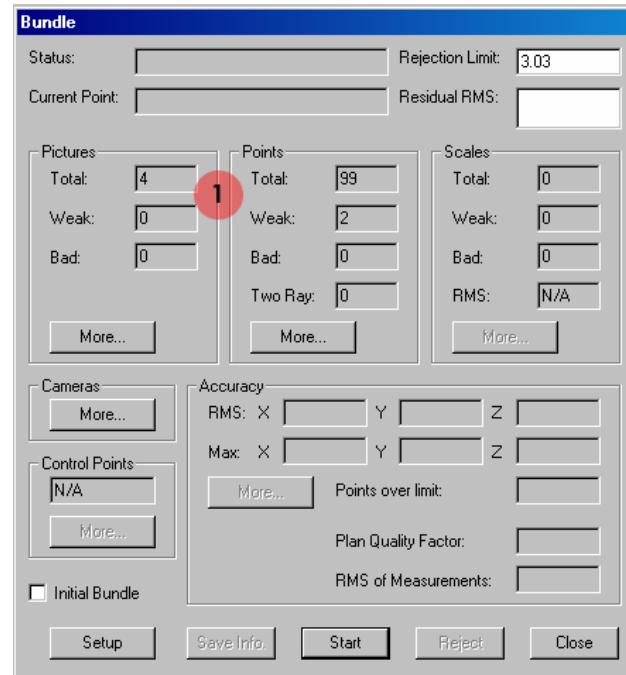 Bundle
Status: Rejection Limit: 3.03
Current Point: Residual RMS:
Pictures Points Scales
Total: 4 1 Total: 99 Total: 0
Weak: 0 Weak: 2 Weak: 0
Bad: 0 Bad: 0 Bad: 0
Two Ray: 0 RMS: N/A
More... More... More...
Cameras Accuracy
More... RMS: X Y Z
Max: X Y Z
Control Points
N/A More... Points over limit:
More... Plan Quality Factor:
Initial Bundle RMS of Measurements:
Setup Save Info. Start Reject Close